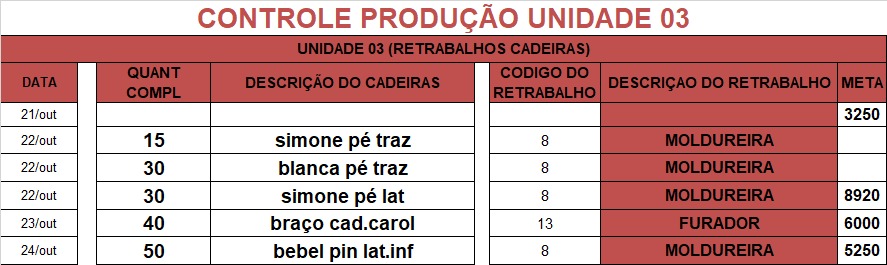 CONTROLE PRODUÇÃO UNIDADE 03
UNIDADE 03 (RETRABALHOS CADEIRAS)
DATA QUANT COMPL DESCRIÇÃO DO CADEIRAS CODIGO DO RETRABALHO DESCRIÇAO DO RETRABALHO META
21/out 3250
22/out 15 simone pé traz 8 MOLDUREIRA
22/out 30 blanca pé traz 8 MOLDUREIRA
22/out 30 simone pé lat 8 MOLDUREIRA 8920
23/out 40 braço cad.carol 13 FURADOR 6000
24/out 50 bebel pin lat.inf 8 MOLDUREIRA 5250